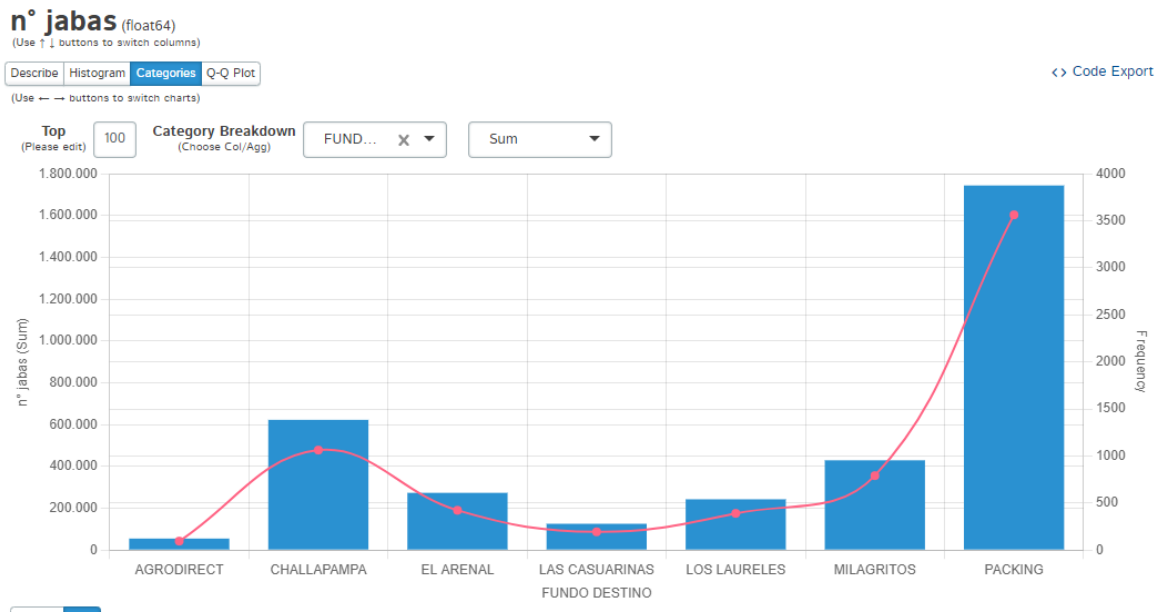 n° jabas (float64)
(Use ↑ ↓ buttons to switch columns)
Describe Histogram Categories Q-Q Plot
<> Code Export
(Use ← → buttons to switch charts)
Top
(Please edit)
100
Category Breakdown
(Choose Col/Agg)
FUND...
Sum
1.800.000
1.600.000
1.400.000
1.200.000
1.000.000
800.000
600.000
400.000
200.000
0
n° jabas (Sum)
4000
3500
3000
2500
2000
1500
1000
500
0
Frequency
AGRODIRECT CHALLAPAMPA EL ARENAL LAS CASUARINAS LOS LAURELES MILAGRITOS PACKING
FUNDO DESTINO